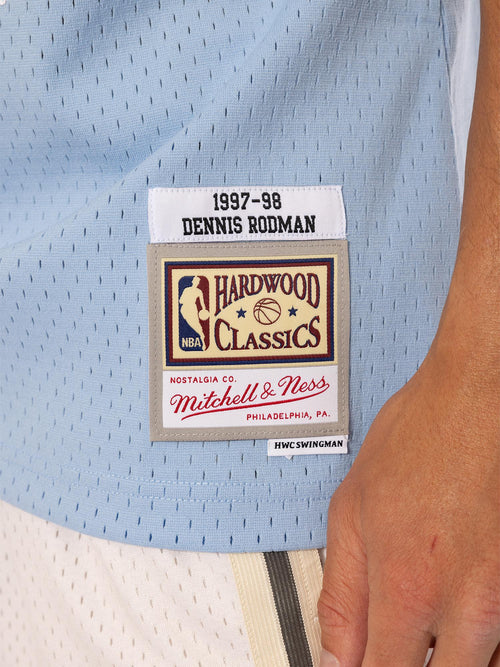 1997-98
DENNIS RODMAN
HARDWOOD
CLASSICS
NBA
NOSTALGIA CO.
Mitchell & Ness
PHILADELPHIA, PA.
HWC SWINGMAN